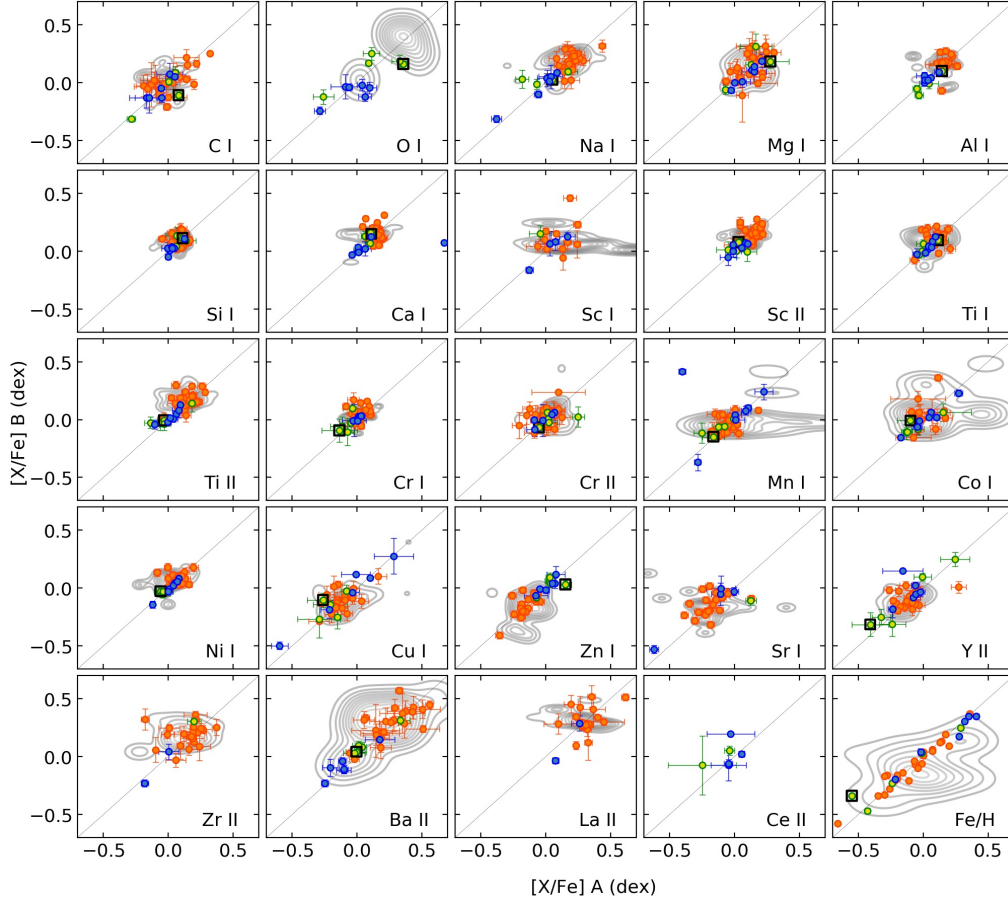 0.5
0.0
−0.5
C I
O I
Na I
Mg I
Al I
0.5
0.0
−0.5
Si I
Ca I
Sc I
Sc II
Ti I
[X/Fe] B (dex)
0.5
0.0
−0.5
Ti II
Cr I
Cr II
Mn I
Co I
0.5
0.0
−0.5
Ni I
Cu I
Zn I
Sr I
Y II
0.5
0.0
−0.5
Zr II
Ba II
La II
Ce II
Fe/H
−0.5 0.0 0.5 −0.5 0.0 0.5 −0.5 0.0 0.5 −0.5 0.0 0.5 −0.5 0.0 0.5
[X/Fe] A (dex)